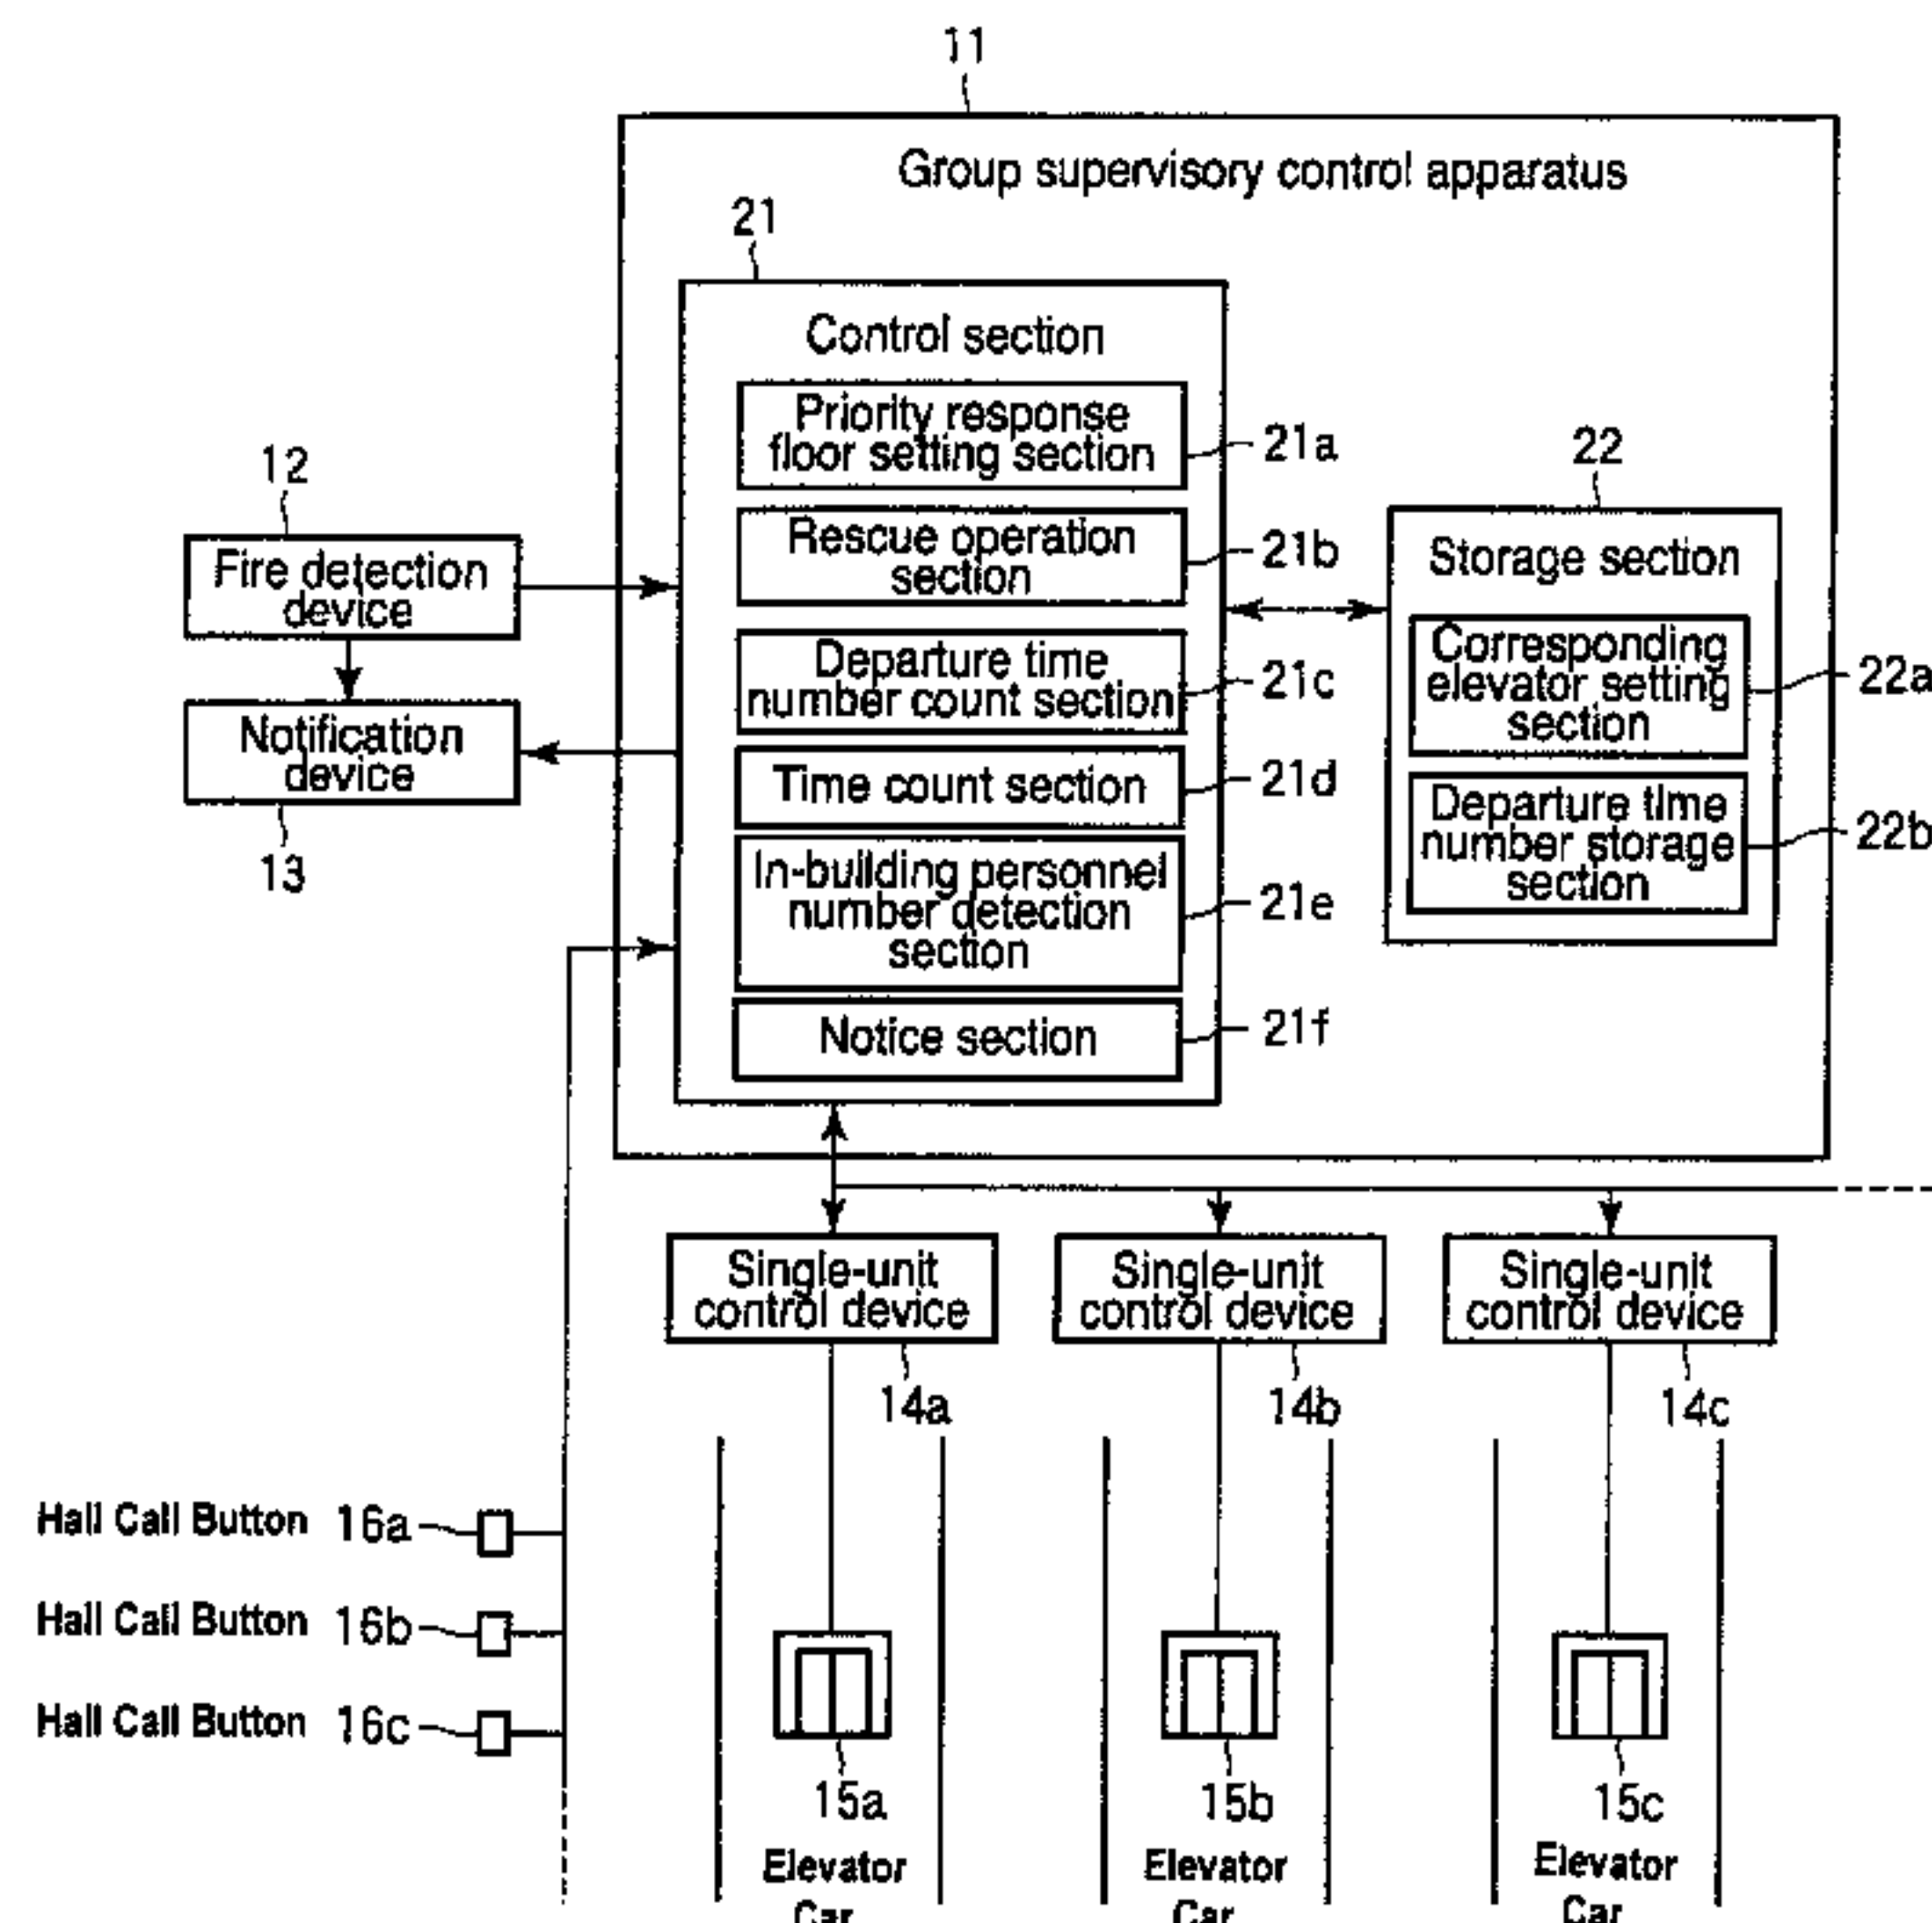 11
Group supervisory control apparatus
21
Control section
Priority response
floor setting section
21a
12
22
Rescue operation
section
21b
Fire detection
device
Storage section
Corresponding
elevator setting
section
22a
Departure time
number count section
21c
Notification
device
13
Time count section
21d
Departure time
number storage
section
22b
In-building personnel
number detection
section
21e
Notice section
21f
Single-unit
control device
Single-unit
control device
Single-unit
control device
14a
14b
14c
Hall Call Button 16a
Hall Call Button 16b
Hall Call Button 16c
15a
15b
15c
Elevator
Car
Elevator
Car
Elevator
Car